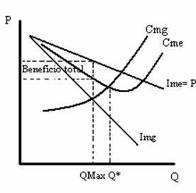 P
Cmg
Cme
Beneficio total
Ime= P
Img
QMax Q*
Q